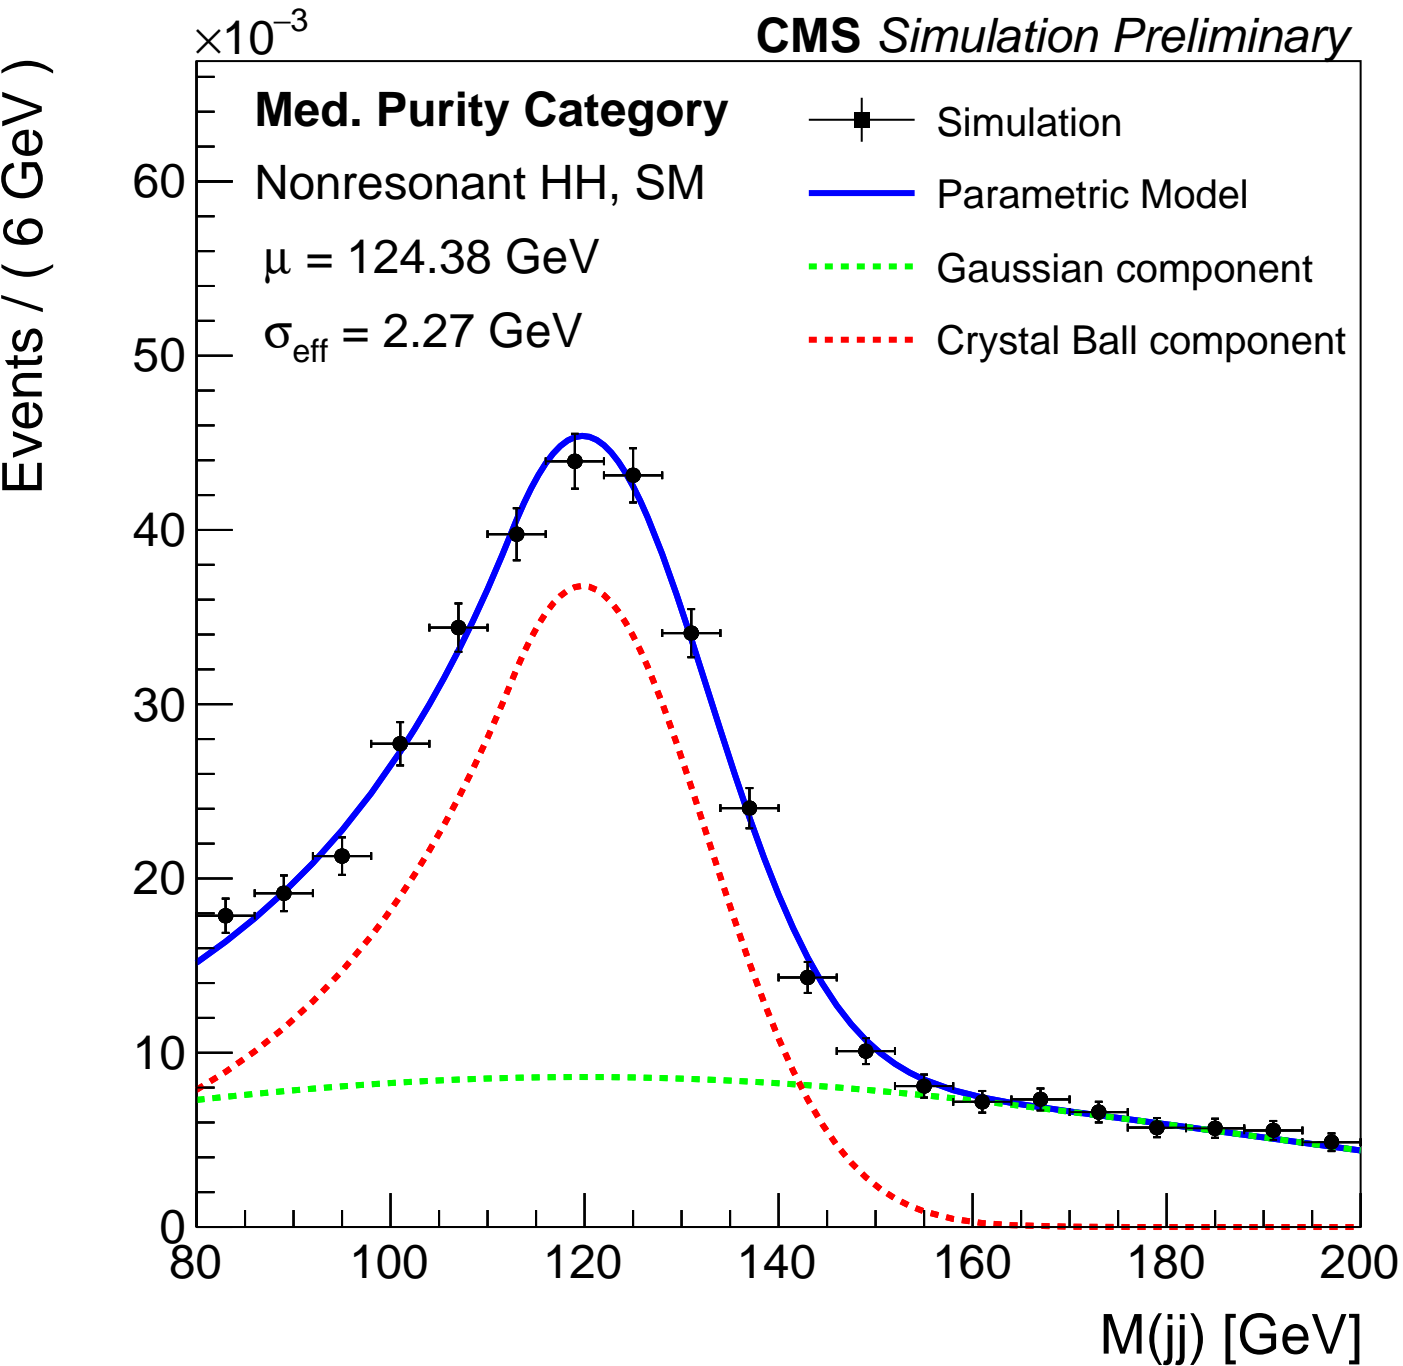 ×10⁻³
CMS Simulation Preliminary
Events / ( 6 GeV )
Med. Purity Category
Nonresonant HH, SM
μ = 124.38 GeV
σeff = 2.27 GeV
Simulation
Parametric Model
Gaussian component
Crystal Ball component
60
50
40
30
20
10
0
80 100 120 140 160 180 200
M(jj) [GeV]